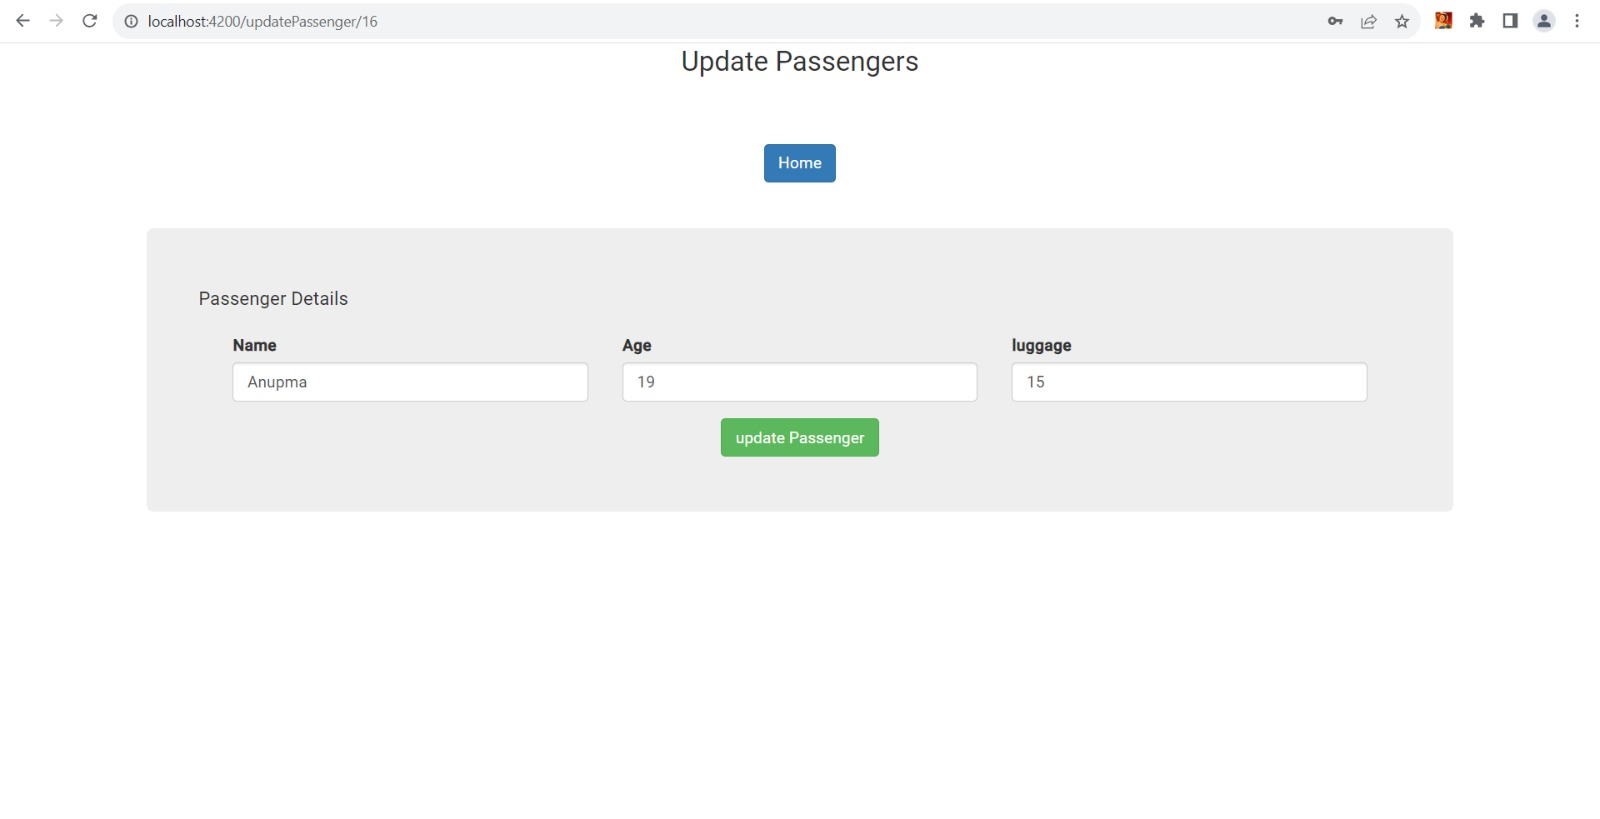 localhost:4200/updatePassenger/16
Update Passengers
Home
Passenger Details
Name Age luggage
Anupma 19 15
update Passenger